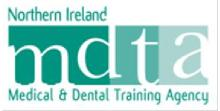 Northern Ireland
mdta
Medical & Dental Training Agency